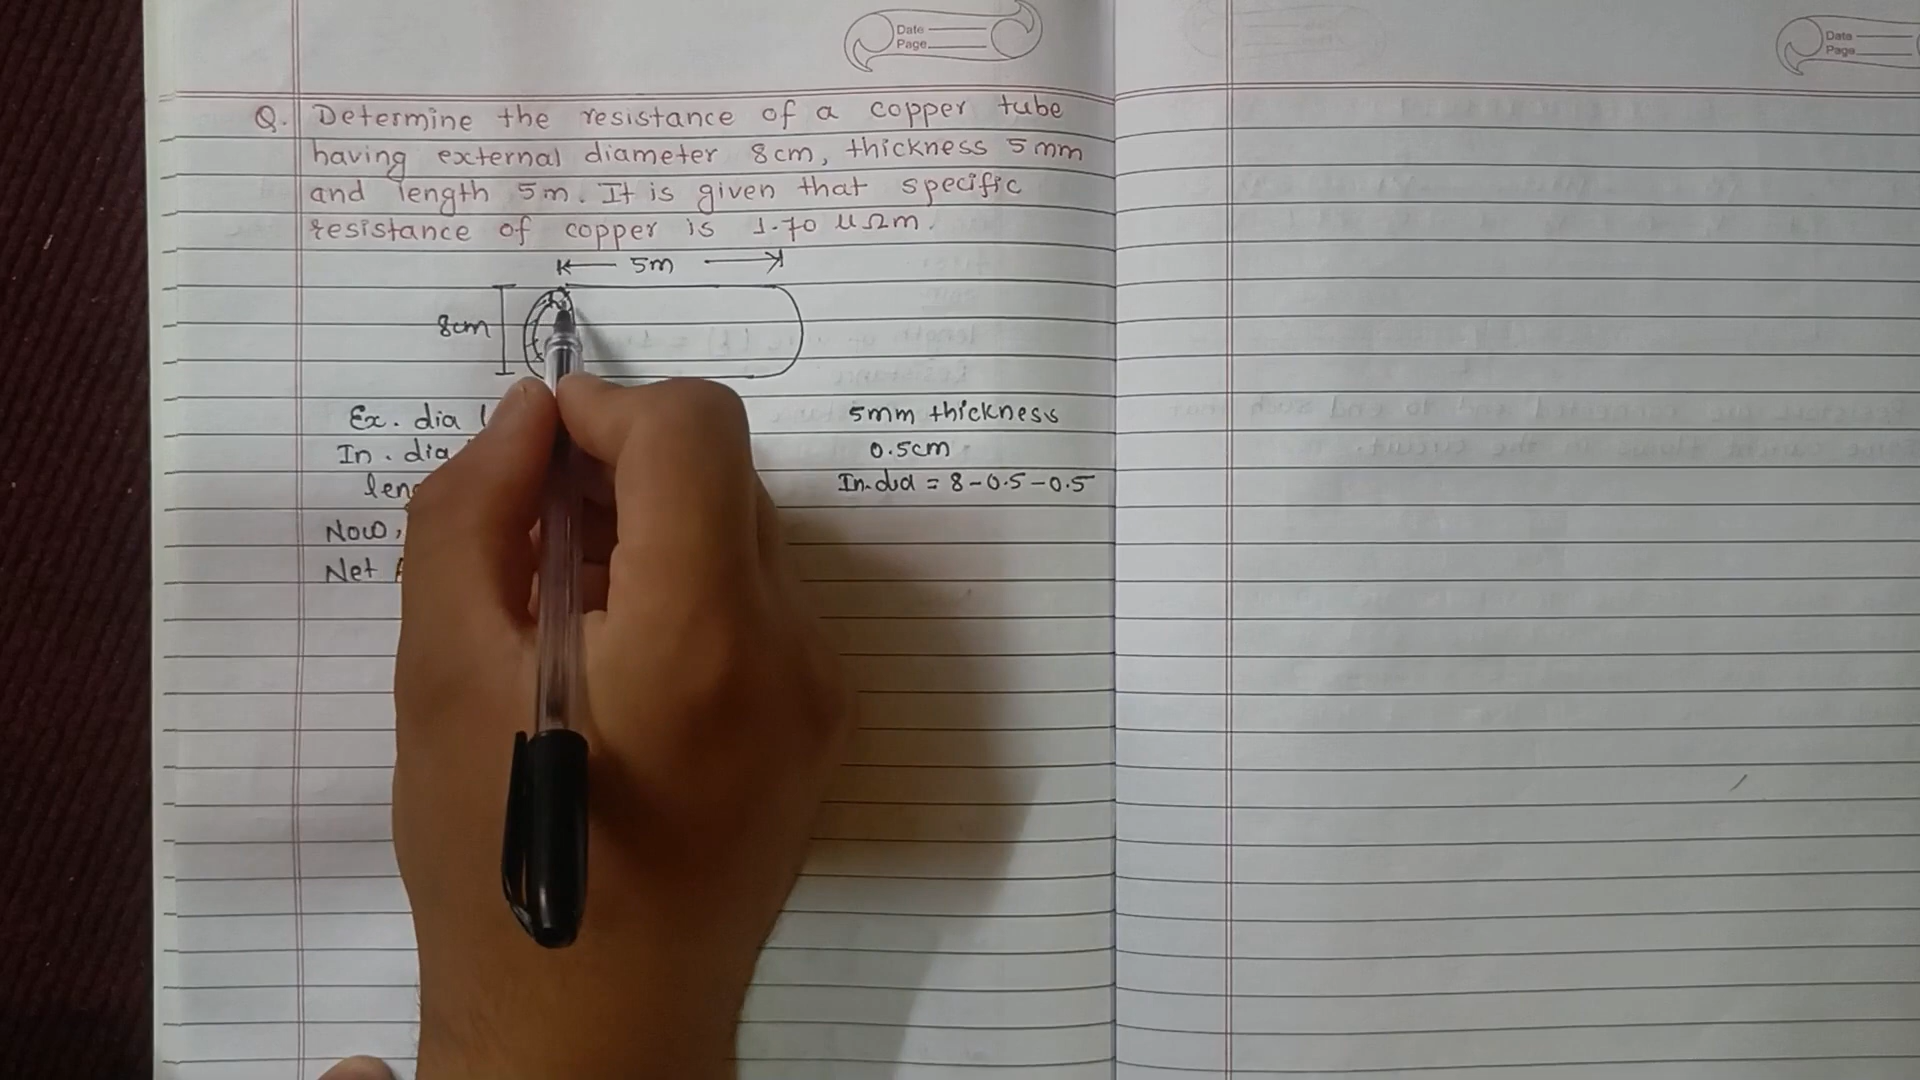 Date
Page
Data
Page
Q. Determine the resistance of a copper tube
having external diameter 8cm, thickness 5mm
and length 5m. It is given that specific
resistance of copper is 1.70 μΩm.
5m
8cm
Ex. dia
5mm thickness
In. dia
0.5cm
In.dia = 8-0.5-0.5
Now,
Net